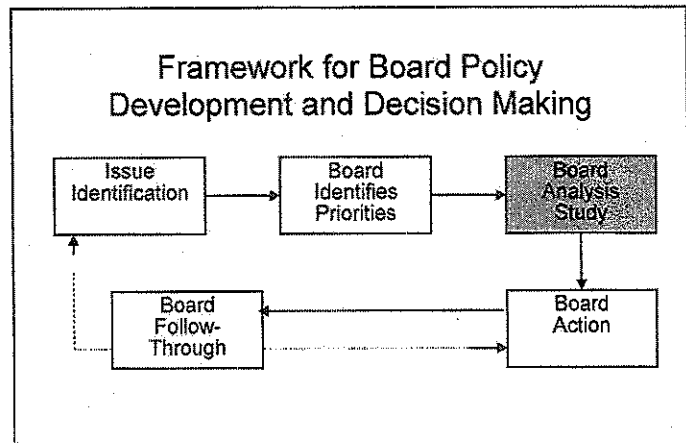 Framework for Board Policy
Development and Decision Making
Issue
Identification
Board
Identifies
Priorities
Board
Analysis
Study
Board
Follow-
Through
Board
Action